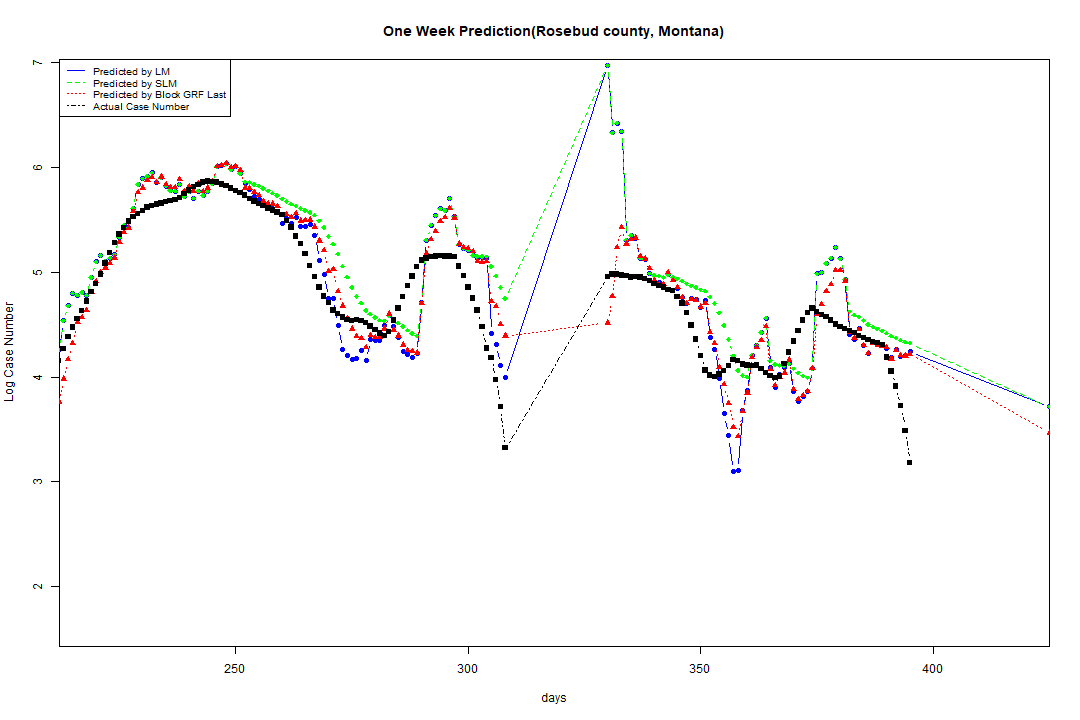 One Week Prediction(Rosebud county, Montana)
Predicted by LM
Predicted by SLM
Predicted by Block GRF Last
Actual Case Number
7
6
5
4
3
2
Log Case Number
250 300 350 400
days